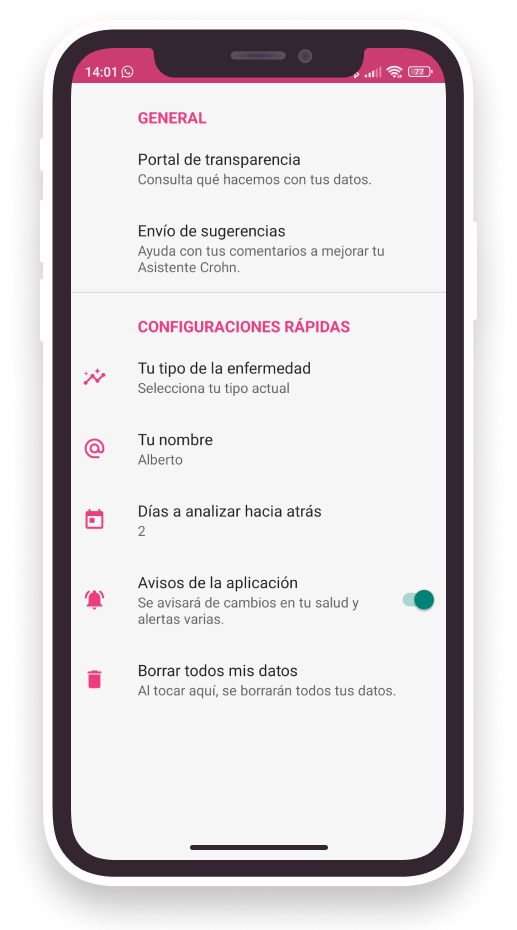 14:01
77
GENERAL
Portal de transparencia
Consulta qué hacemos con tus datos.
Envío de sugerencias
Ayuda con tus comentarios a mejorar tu
Asistente Crohn.
CONFIGURACIONES RÁPIDAS
Tu tipo de la enfermedad
Selecciona tu tipo actual
Tu nombre
Alberto
Días a analizar hacia atrás
2
Avisos de la aplicación
Se avisará de cambios en tu salud y
alertas varias.
Borrar todos mis datos
Al tocar aquí, se borrarán todos tus datos.